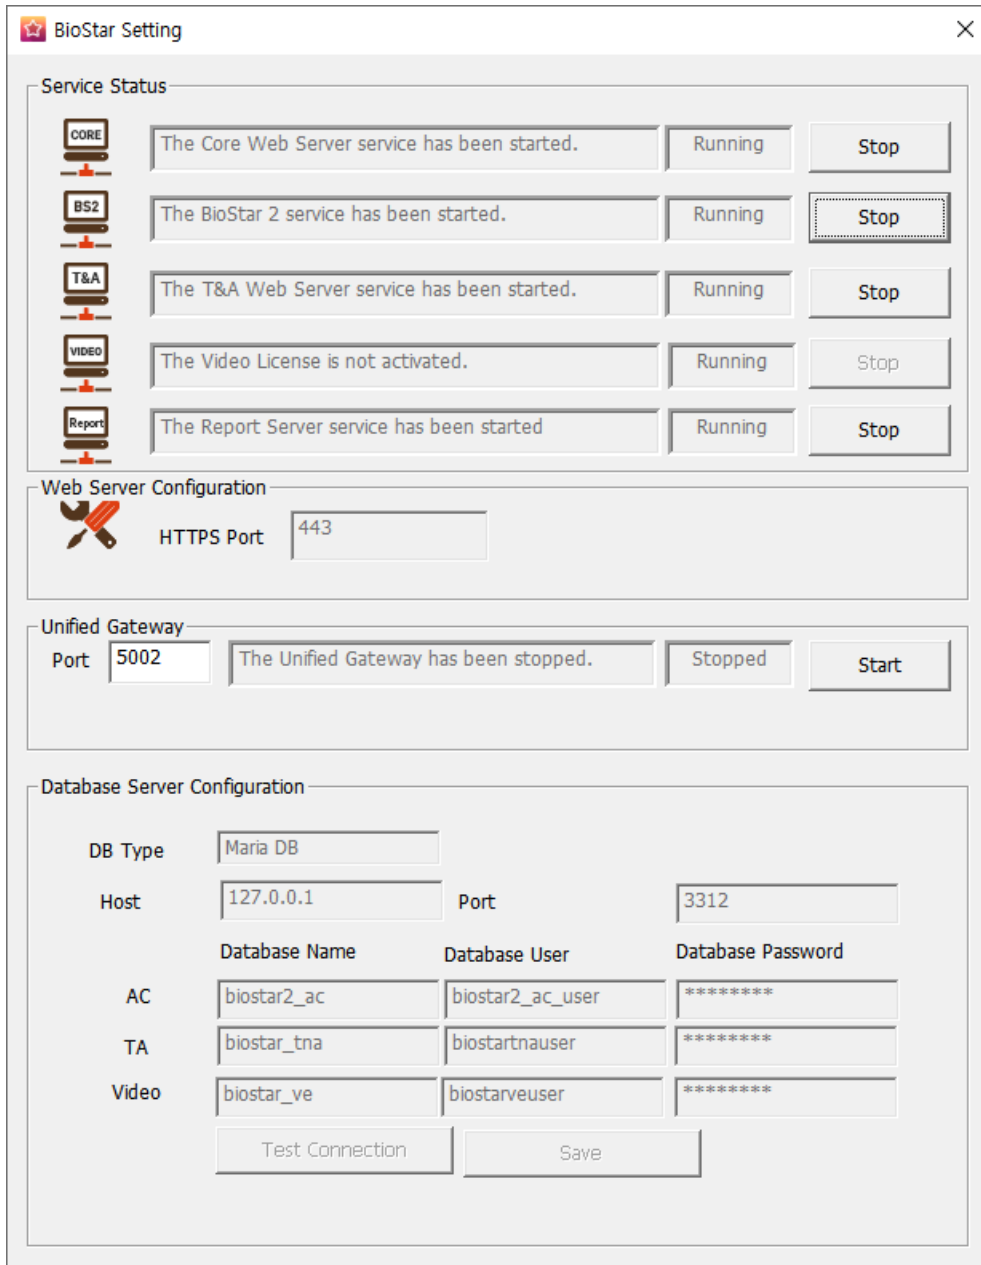 BioStar Setting
Service Status
CORE
The Core Web Server service has been started.
Running
Stop
BS2
The BioStar 2 service has been started.
Running
Stop
T&A
The T&A Web Server service has been started.
Running
Stop
VIDEO
The Video License is not activated.
Running
Stop
Report
The Report Server service has been started
Running
Stop
Web Server Configuration
HTTPS Port
443
Unified Gateway
Port
5002
The Unified Gateway has been stopped.
Stopped
Start
Database Server Configuration
DB Type
Maria DB
Host
127.0.0.1
Port
3312
Database Name
Database User
Database Password
AC
biostar2_ac
biostar2_ac_user
********
TA
biostar_tna
biostartnauser
********
Video
biostar_ve
biostarveuser
********
Test Connection
Save